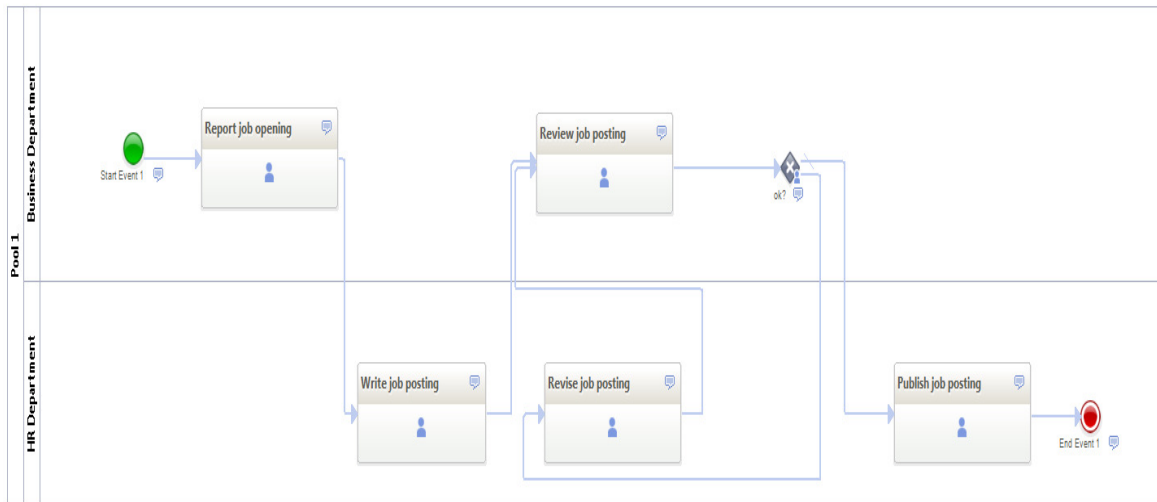 Pool 1
Business Department
Start Event 1
Report job opening
Review job posting
ok?
HR Department
Write job posting
Revise job posting
Publish job posting
End Event 1